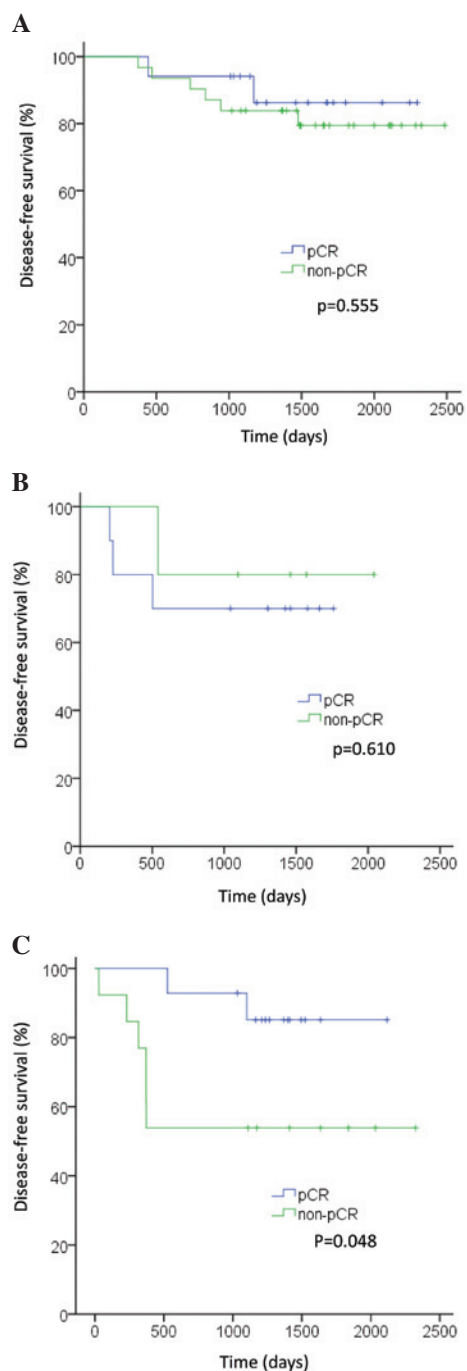 A
100
80
60
40
20
0
Disease-free survival (%)
pCR
non-pCR
p=0.555
0 500 1000 1500 2000 2500
Time (days)
B
100
80
60
40
20
0
Disease-free survival (%)
pCR
non-pCR
p=0.610
0 500 1000 1500 2000 2500
Time (days)
C
100
80
60
40
20
0
Disease-free survival (%)
pCR
non-pCR
P=0.048
0 500 1000 1500 2000 2500
Time (days)